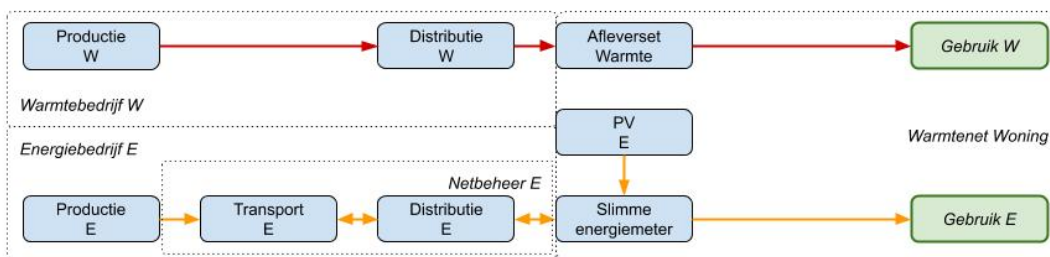 Productie
W
Distributie
W
Afleverset
Warmte
Gebruik W
Warmtebedrijf W
PV
E
Warmtenet Woning
Energiebedrijf E
Netbeheer E
Productie
E
Transport
E
Distributie
E
Slimme
energiemeter
Gebruik E